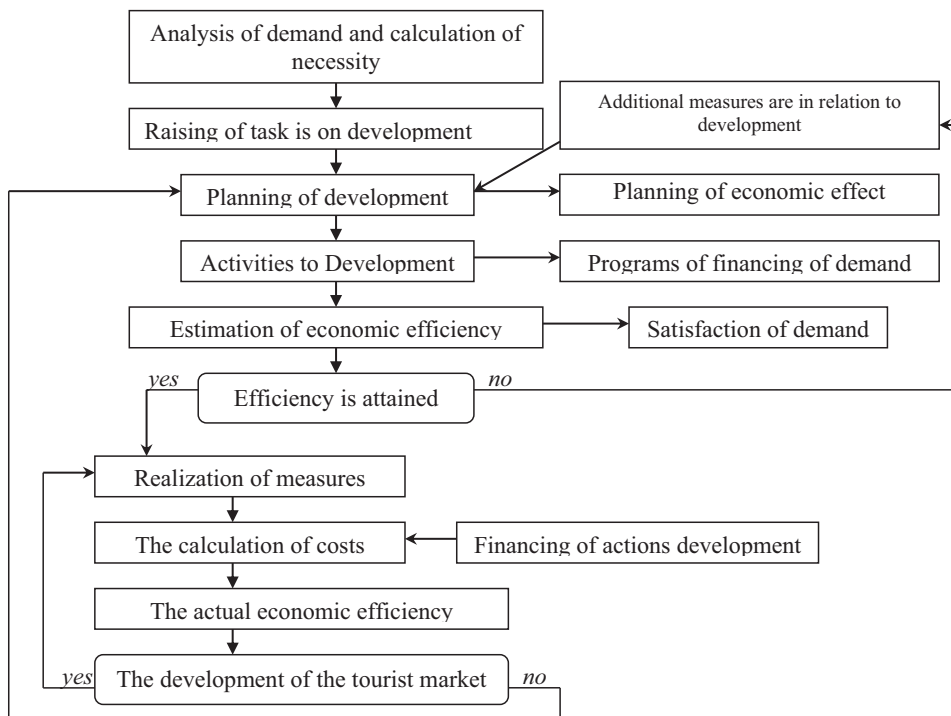 Analysis of demand and calculation of
necessity
Additional measures are in relation to
development
Raising of task is on development
Planning of development
Planning of economic effect
Activities to Development
Programs of financing of demand
Estimation of economic efficiency
Satisfaction of demand
yes
Efficiency is attained
no
Realization of measures
The calculation of costs
Financing of actions development
The actual economic efficiency
yes
The development of the tourist market
no